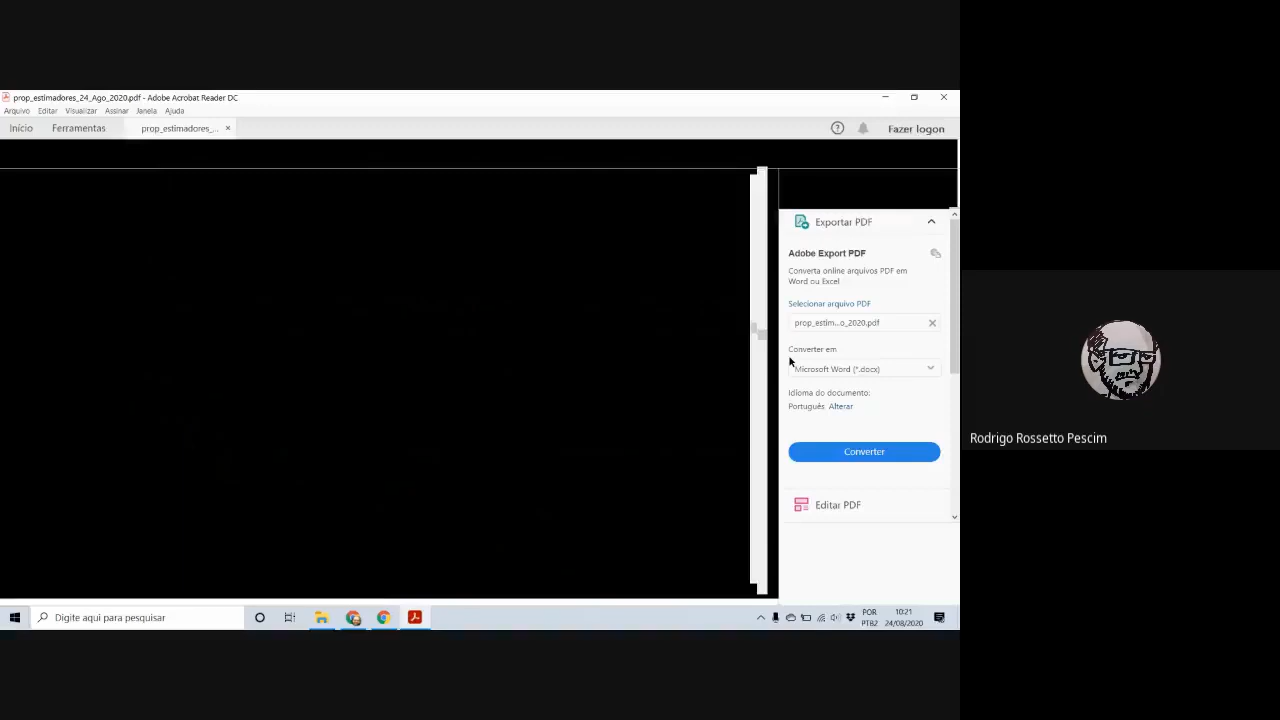 prop_estimadores_24_Ago_2020.pdf - Adobe Acrobat Reader DC
Arquivo Editar Visualizar Assinar Janela Ajuda
Início Ferramentas prop_estimadores_... × Fazer logon
Exportar PDF
Adobe Export PDF
Converta online arquivos PDF em
Word ou Excel
Selecionar arquivo PDF
prop_estim...o_2020.pdf
Converter em
Microsoft Word (*.docx)
Idioma do documento:
Português Alterar
Converter
Editar PDF
Rodrigo Rossetto Pescim
Digite aqui para pesquisar
POR 10:21
PTB2 24/08/2020